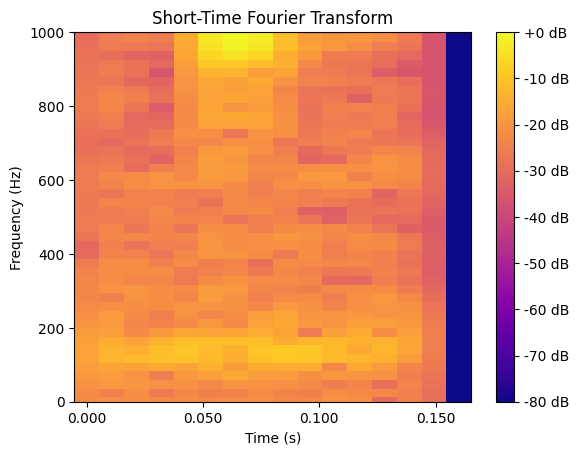 Short-Time Fourier Transform
1000
800
600
400
200
0
Frequency (Hz)
0.000
0.050
0.100
0.150
Time (s)
+0 dB
-10 dB
-20 dB
-30 dB
-40 dB
-50 dB
-60 dB
-70 dB
-80 dB